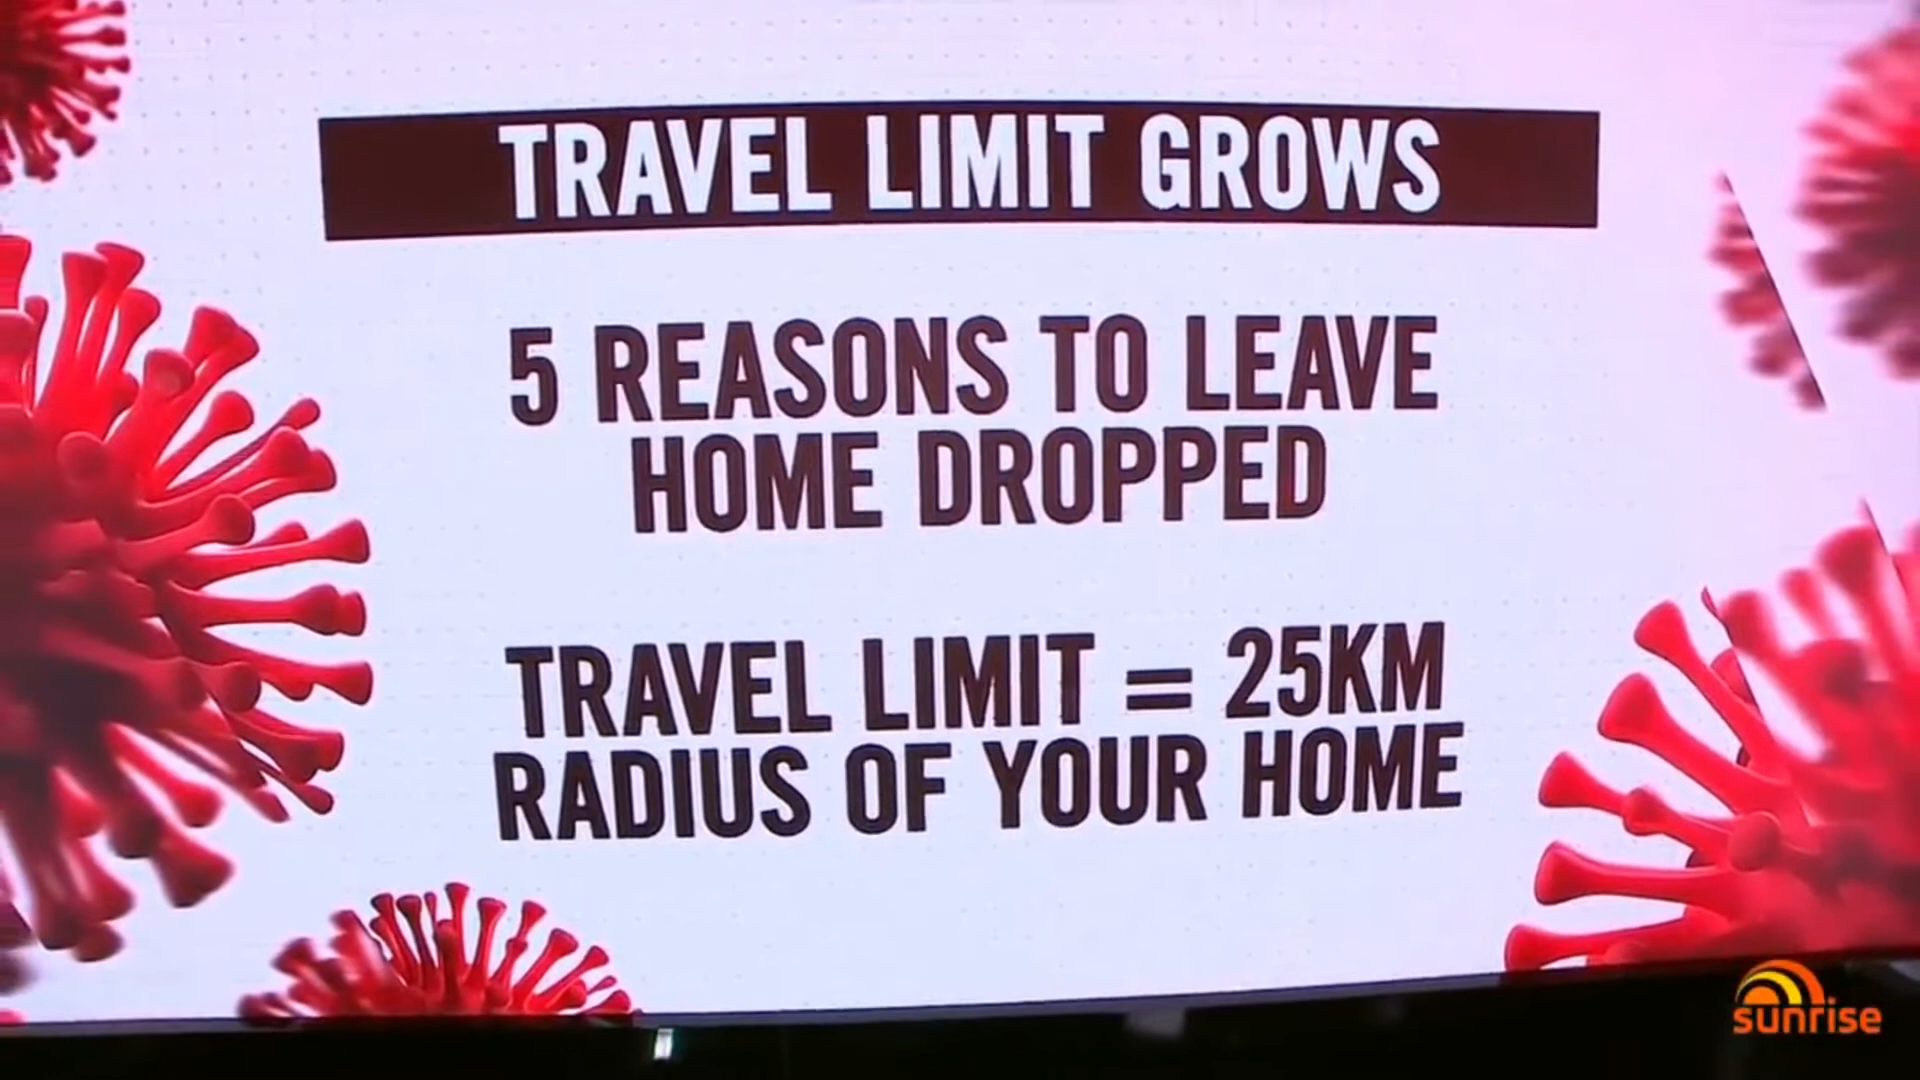 TRAVEL LIMIT GROWS
5 REASONS TO LEAVE
HOME DROPPED
TRAVEL LIMIT = 25KM
RADIUS OF YOUR HOME
sunrise